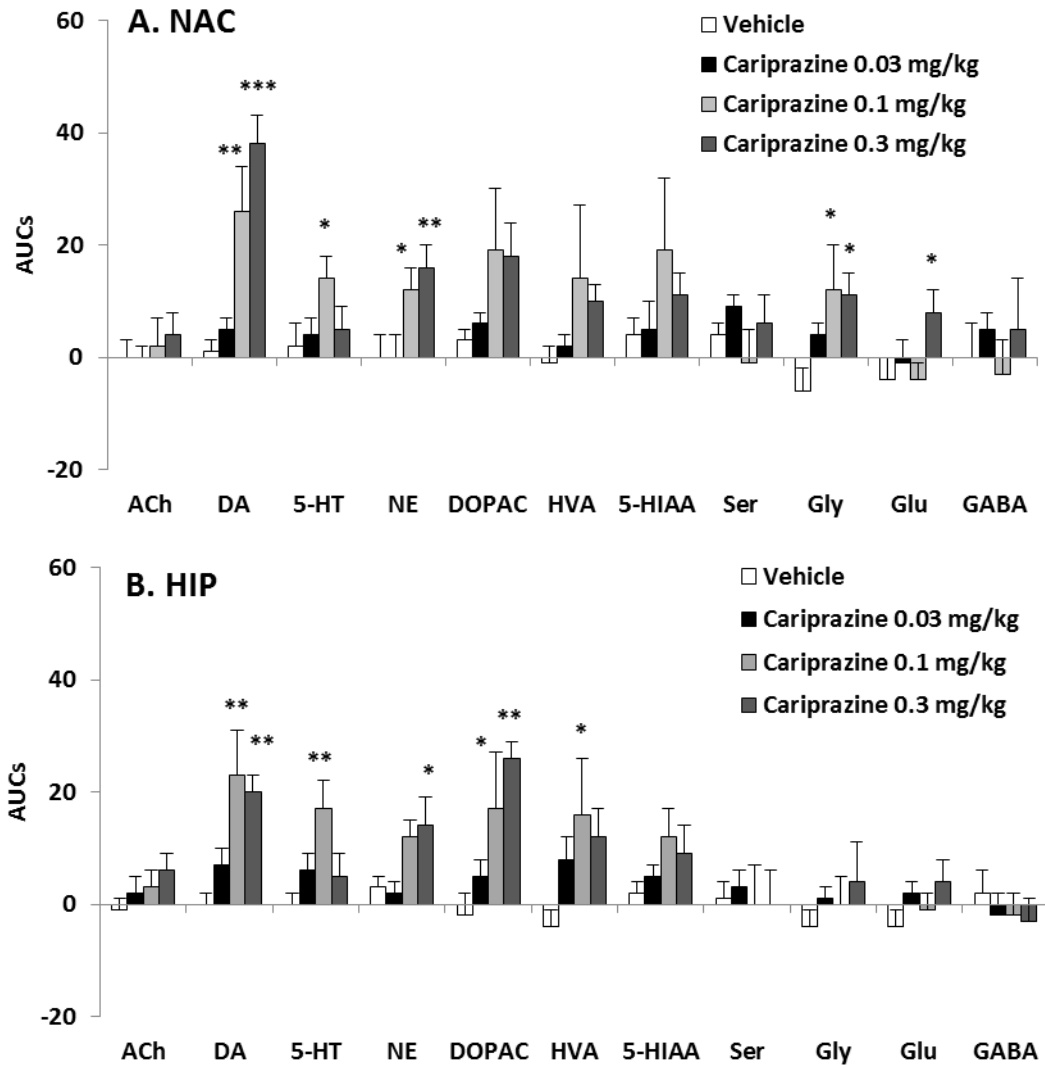 60
A. NAC
Vehicle
Cariprazine 0.03 mg/kg
Cariprazine 0.1 mg/kg
Cariprazine 0.3 mg/kg
***
40
**
AUCs
20
*
*
**
*
*
*
0
-20
ACh DA 5-HT NE DOPAC HVA 5-HIAA Ser Gly Glu GABA
60
B. HIP
Vehicle
Cariprazine 0.03 mg/kg
Cariprazine 0.1 mg/kg
Cariprazine 0.3 mg/kg
40
AUCs
**
**
**
*
*
**
*
20
0
-20
ACh DA 5-HT NE DOPAC HVA 5-HIAA Ser Gly Glu GABA